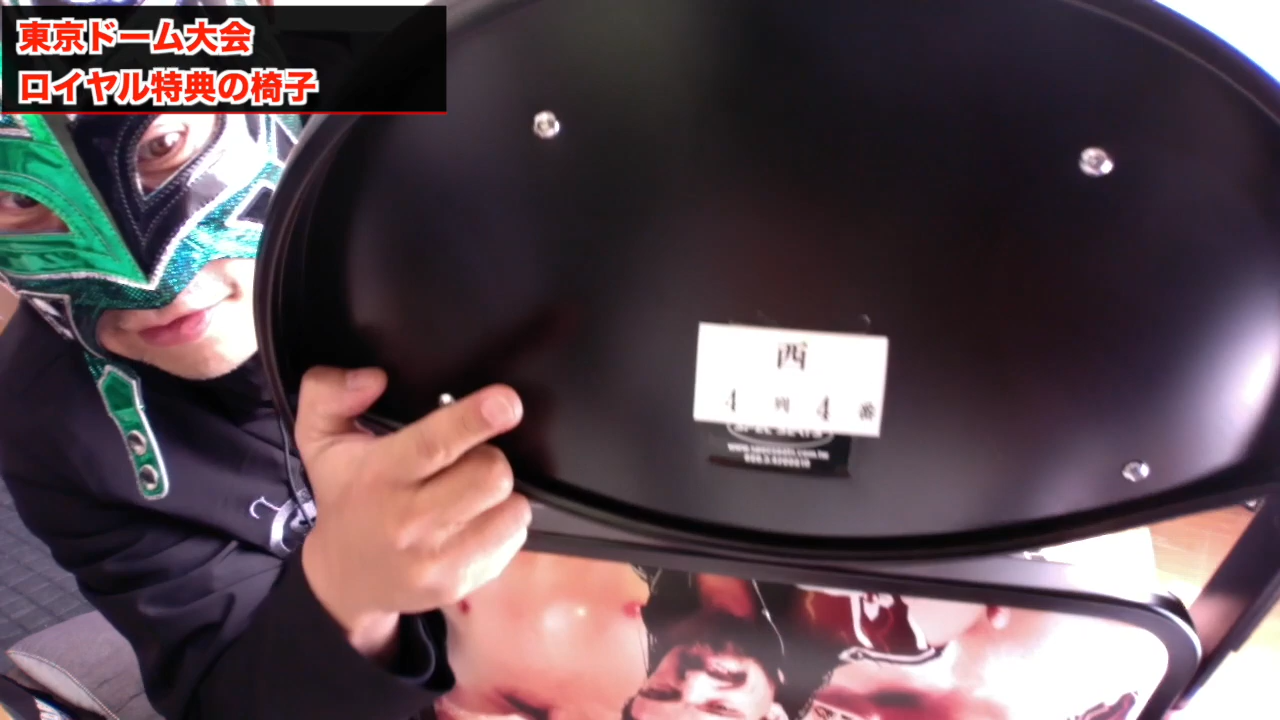 東京ドーム大会
ロイヤル特典の椅子
西
4 列 4 番